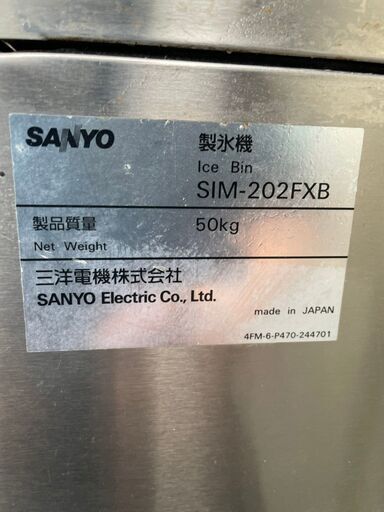 SANYO 製氷機
Ice Bin
SIM-202FXB
製品質量 50kg
Net Weight
三洋電機株式会社
SANYO Electric Co., Ltd.
made in JAPAN
4FM-6-P470-244701